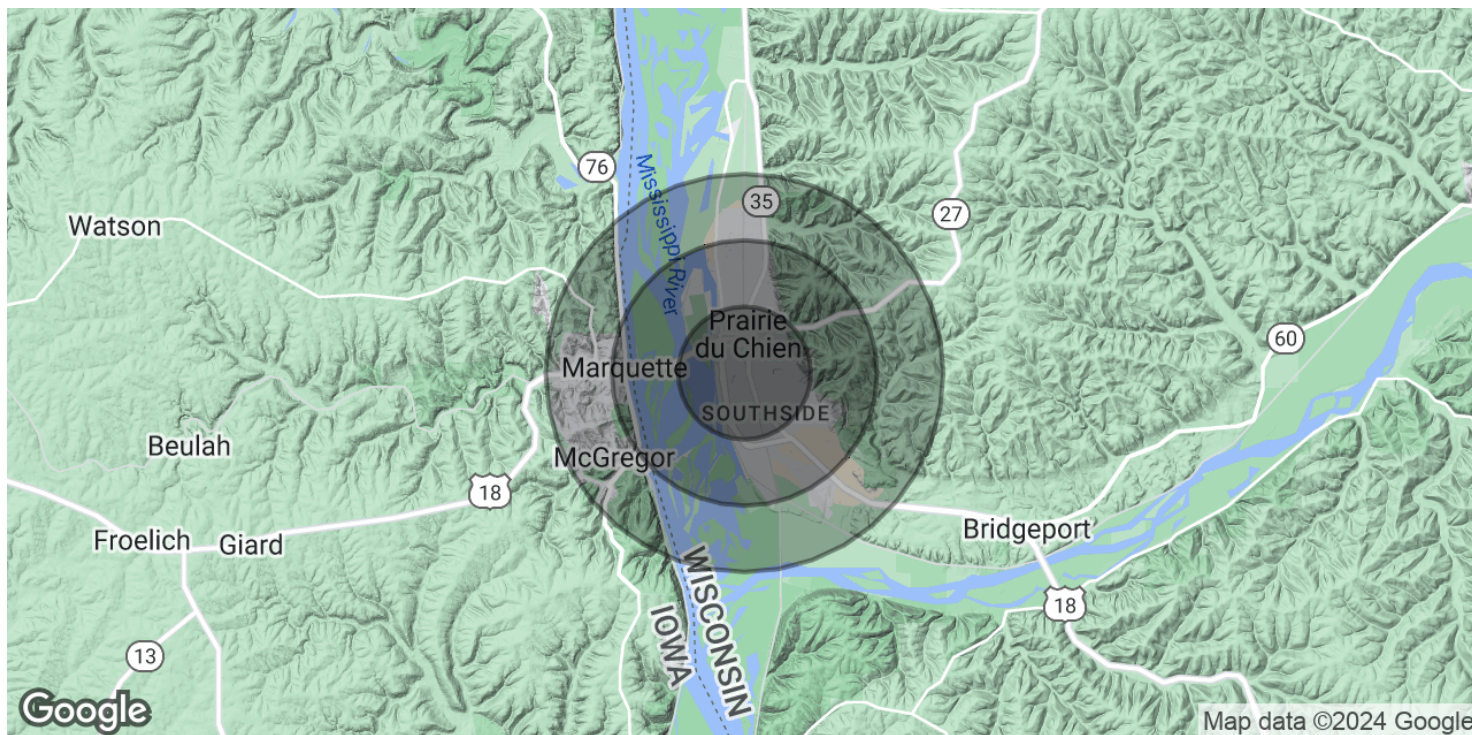 76
Mississippi River
35
27
Watson
Prairie
du Chien
60
Marquette
SOUTHSIDE
Beulah
McGregor
18
Froelich
Giard
Bridgeport
WISCONSIN
IOWA
18
13
Google
Map data ©2024 Google